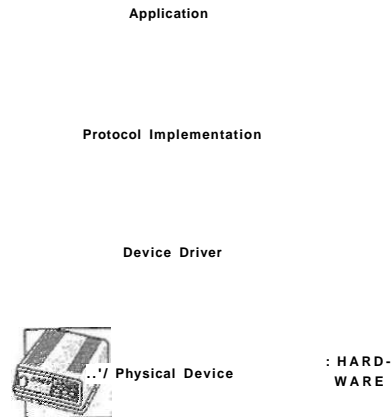 Application
Protocol Implementation
Device Driver
..'/ Physical Device
: HARD-
WARE